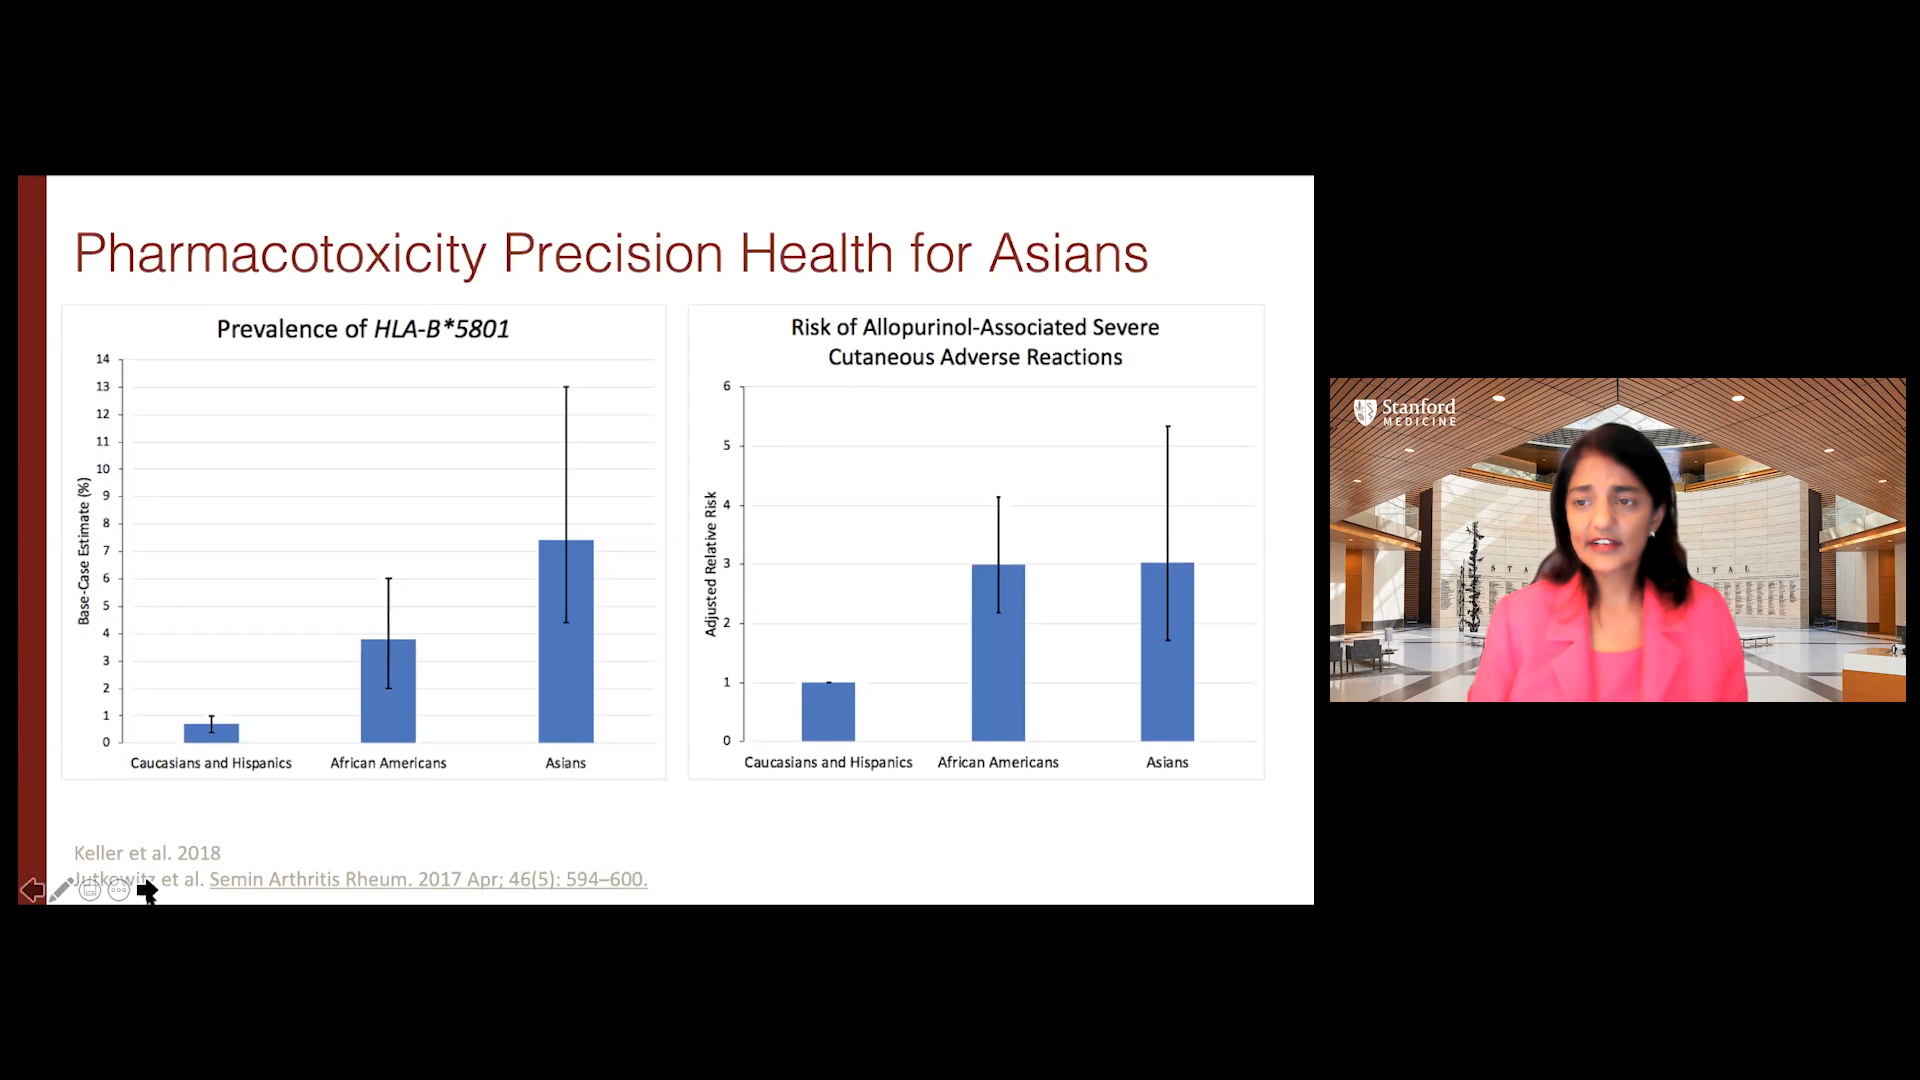 Pharmacotoxicity Precision Health for Asians
Prevalence of HLA-B*5801
Base-Case Estimate (%)
14
13
12
11
10
9
8
7
6
5
4
3
2
1
0
Caucasians and Hispanics
African Americans
Asians
Risk of Allopurinol-Associated Severe
Cutaneous Adverse Reactions
Adjusted Relative Risk
6
5
4
3
2
1
0
Caucasians and Hispanics
African Americans
Asians
Keller et al. 2018
Jutkowitz et al. Semin Arthritis Rheum. 2017 Apr; 46(5): 594–600.
Stanford
MEDICINE